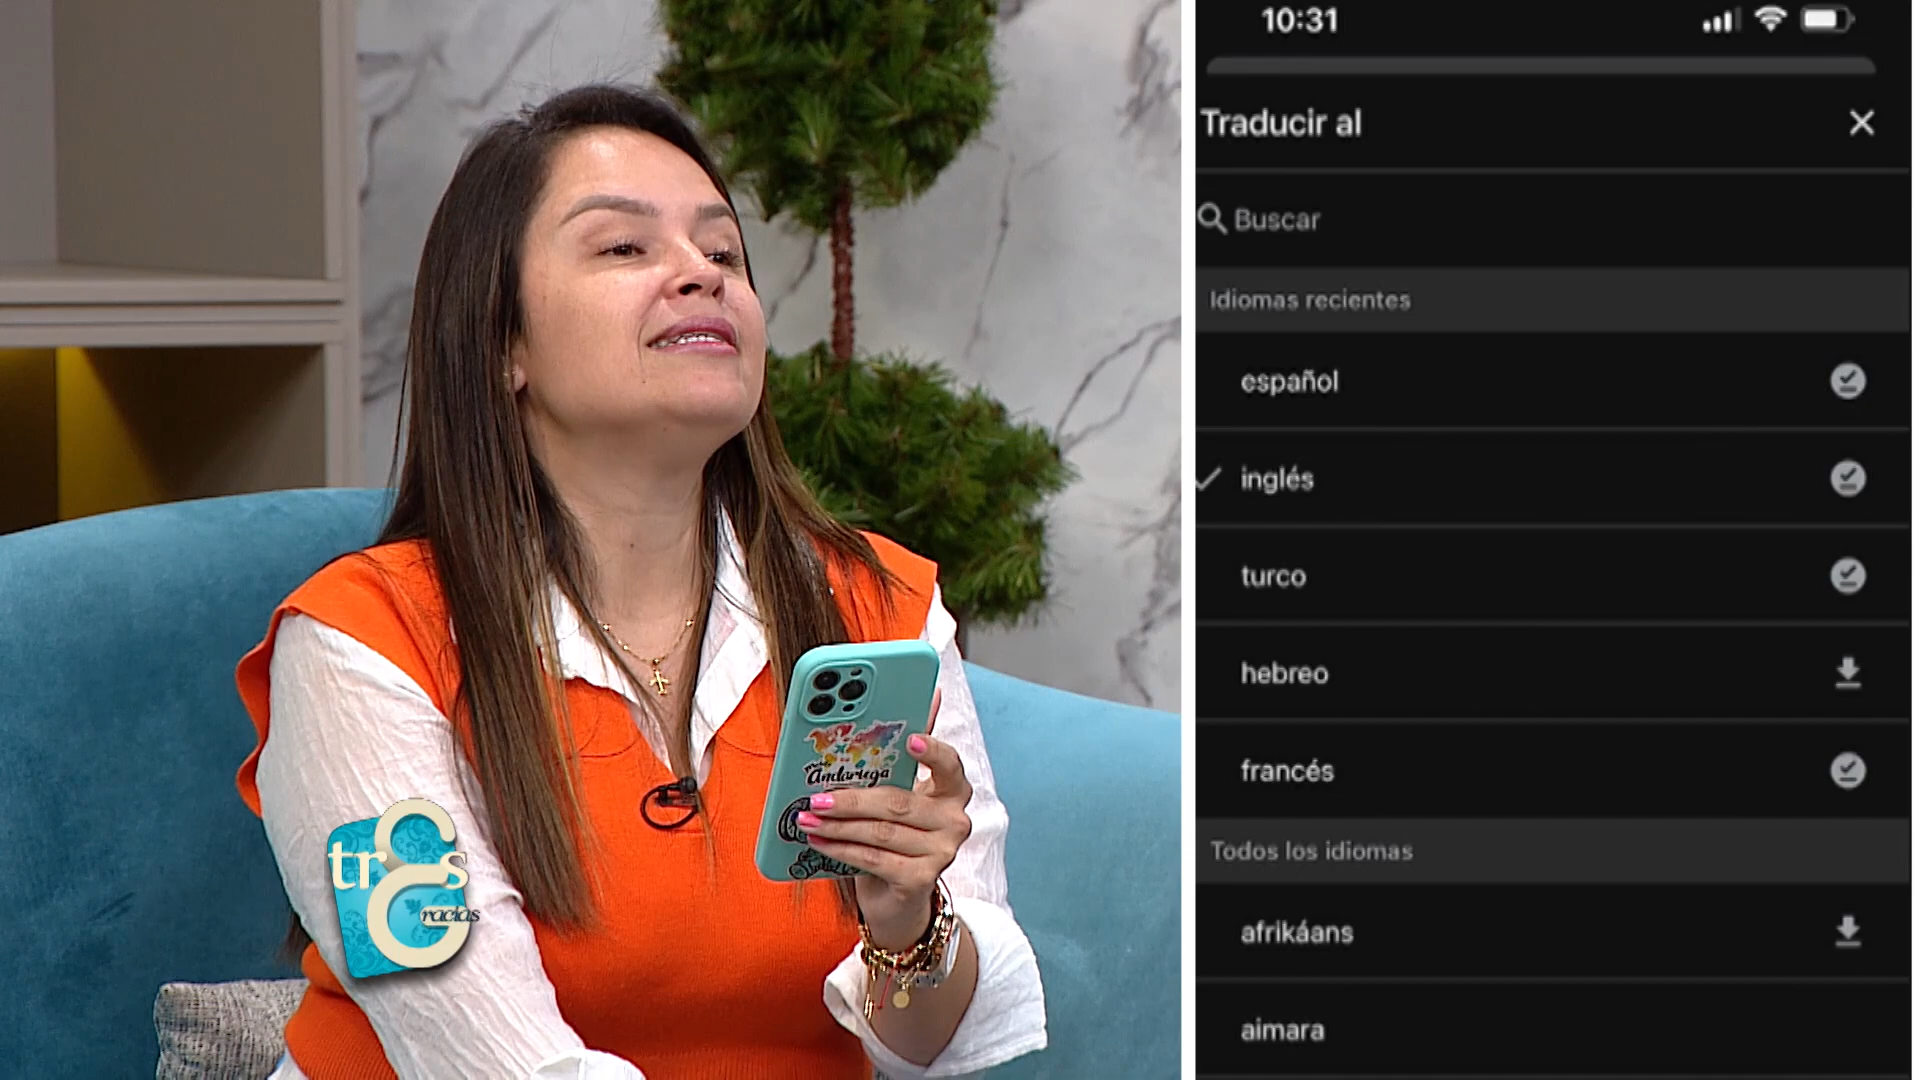 tres
Gracias
Andariega
10:31
Traducir al
Buscar
Idiomas recientes
español
inglés
turco
hebreo
francés
Todos los idiomas
afrikáans
aimara